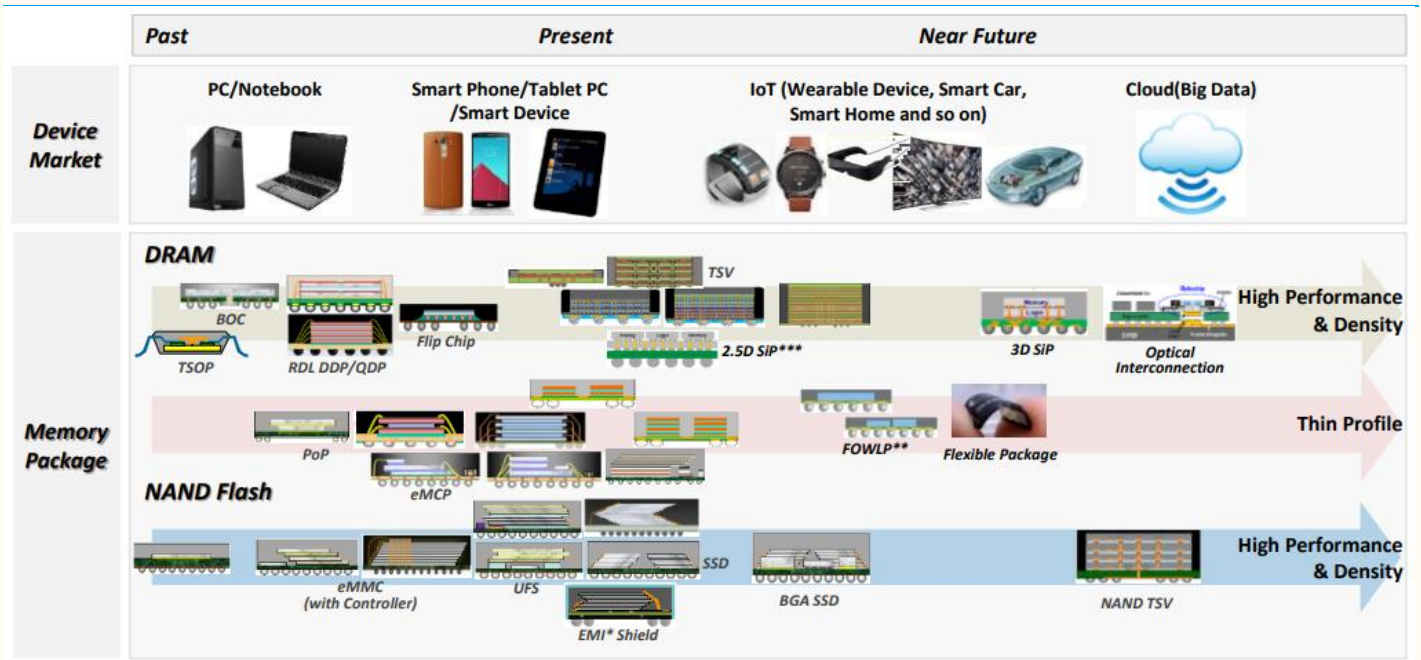 Past
Present
Near Future
Device
Market
PC/Notebook
Smart Phone/Tablet PC
/Smart Device
IoT (Wearable Device, Smart Car,
Smart Home and so on)
Cloud(Big Data)
Memory
Package
DRAM
TSOP
BOC
RDL DDP/QDP
Flip Chip
TSV
2.5D SiP***
Memory
Logic
3D SiP
Optical
Interconnection
High Performance
& Density
PoP
eMCP
FOWLP**
Flexible Package
Thin Profile
NAND Flash
eMMC
(with Controller)
UFS
SSD
EMI* Shield
BGA SSD
NAND TSV
High Performance
& Density